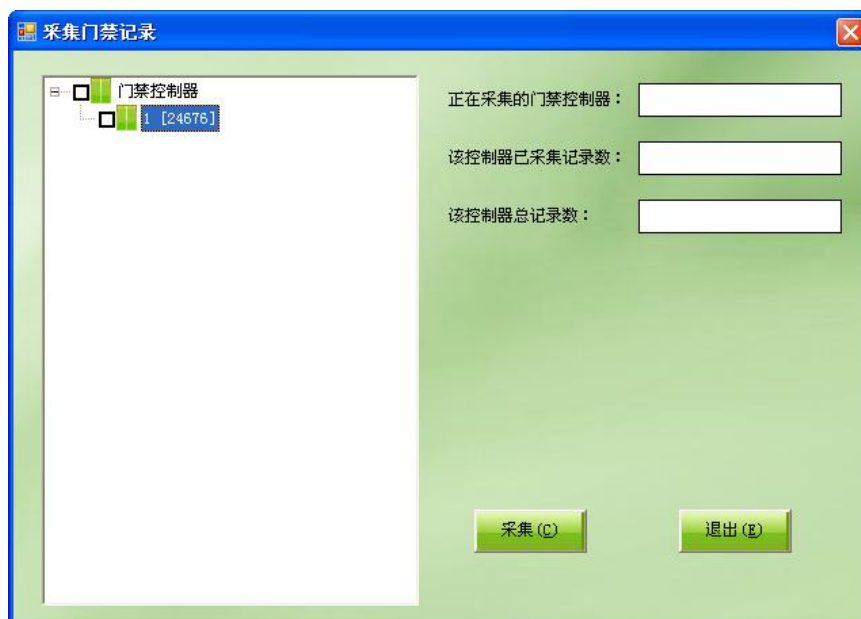 采集门禁记录
门禁控制器
1 [24676]
正在采集的门禁控制器：
该控制器已采集记录数：
该控制器总记录数：
采集(C)
退出(E)